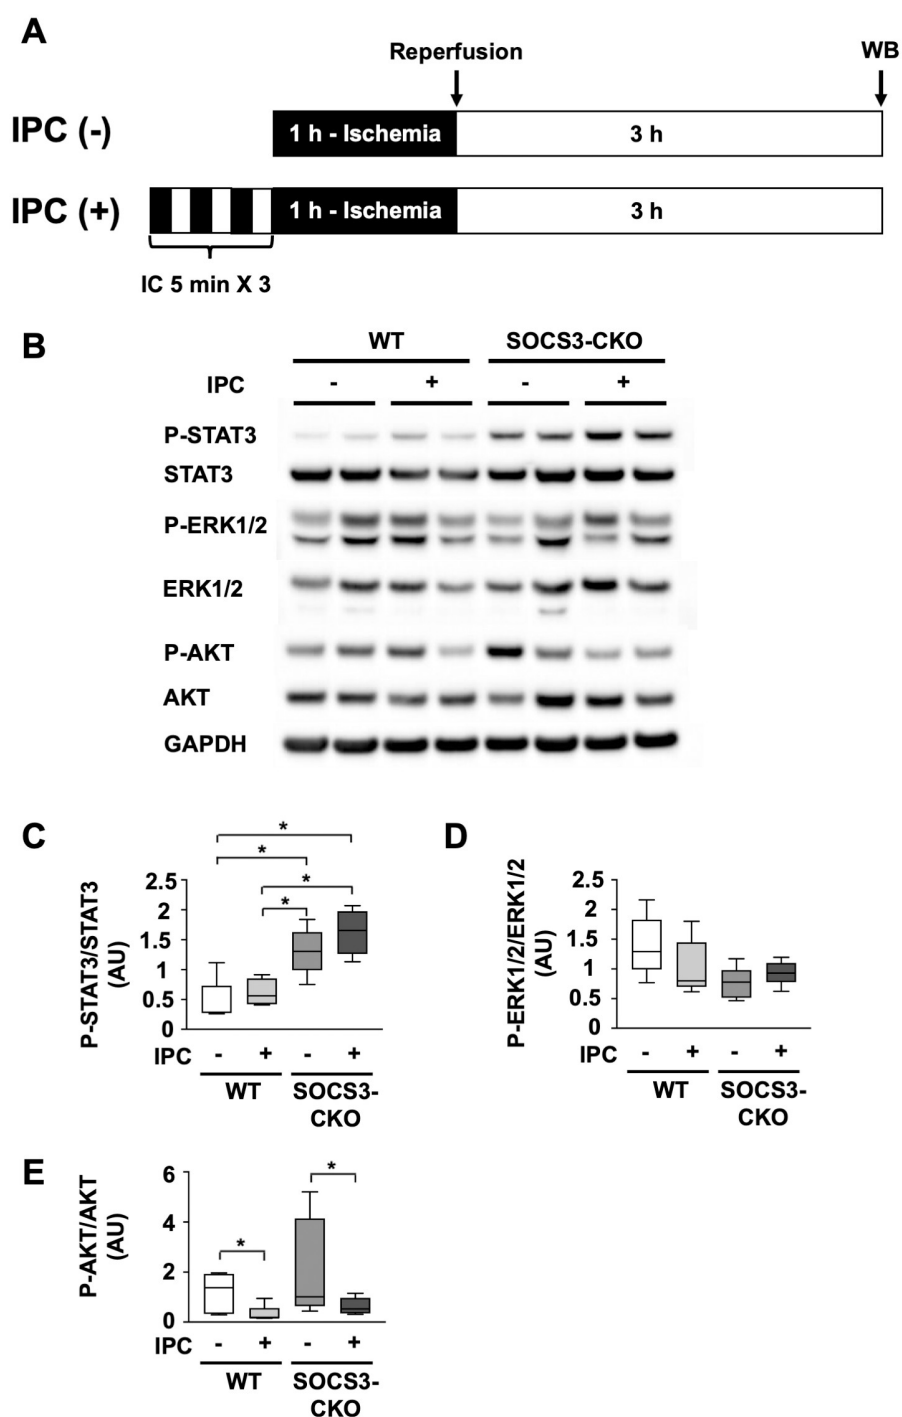 A
Reperfusion
WB
IPC (-)
1 h - Ischemia
3 h
IPC (+)
1 h - Ischemia
3 h
IC 5 min X 3
B
WT
SOCS3-CKO
IPC
-
+
-
+
P-STAT3
STAT3
P-ERK1/2
ERK1/2
P-AKT
AKT
GAPDH
C
P-STAT3/STAT3
(AU)
2.5
2
1.5
1
0.5
0
*
*
*
*
IPC
-
+
-
+
WT
SOCS3-
CKO
D
P-ERK1/2/ERK1/2
(AU)
2.5
2
1.5
1
0.5
0
IPC
-
+
-
+
WT
SOCS3-
CKO
E
P-AKT/AKT
(AU)
6
4
2
0
*
*
IPC
-
+
-
+
WT
SOCS3-
CKO